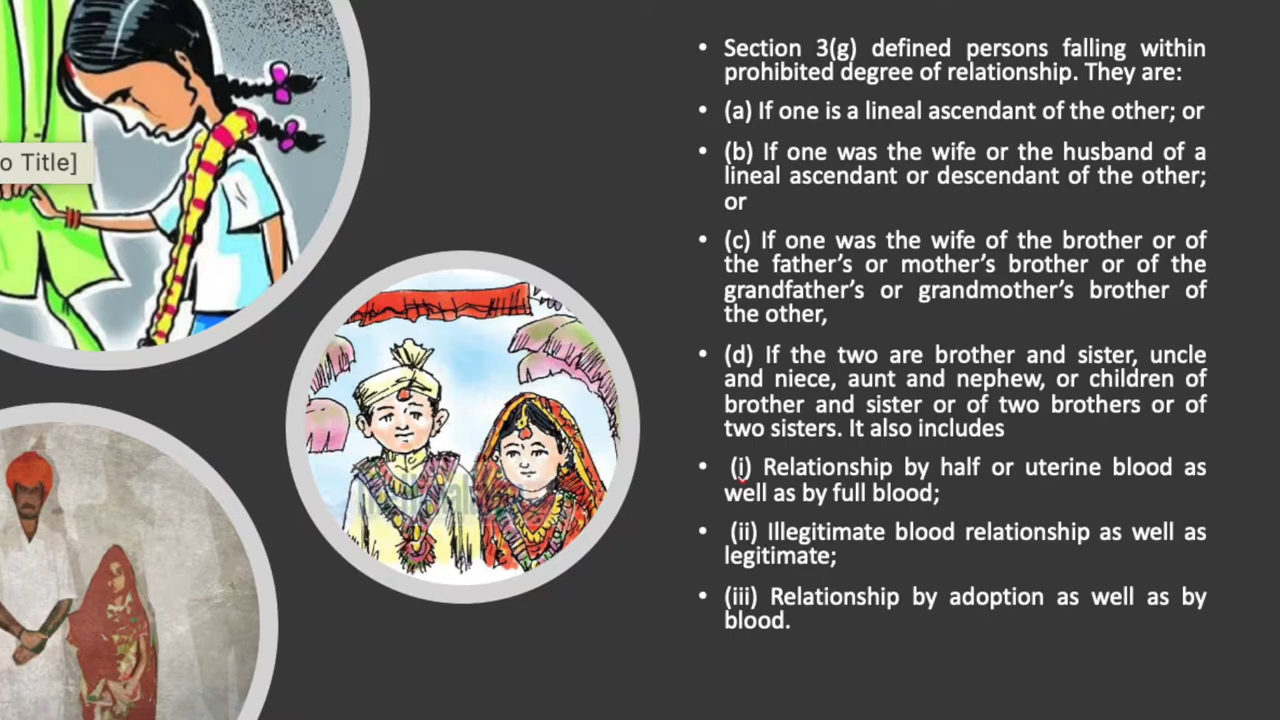 o Title]
• Section 3(g) defined persons falling within
prohibited degree of relationship. They are:
• (a) If one is a lineal ascendant of the other; or
• (b) If one was the wife or the husband of a
lineal ascendant or descendant of the other;
or
• (c) If one was the wife of the brother or of
the father’s or mother’s brother or of the
grandfather’s or grandmother’s brother of
the other,
• (d) If the two are brother and sister, uncle
and niece, aunt and nephew, or children of
brother and sister or of two brothers or of
two sisters. It also includes
• (i) Relationship by half or uterine blood as
well as by full blood;
• (ii) Illegitimate blood relationship as well as
legitimate;
• (iii) Relationship by adoption as well as by
blood.